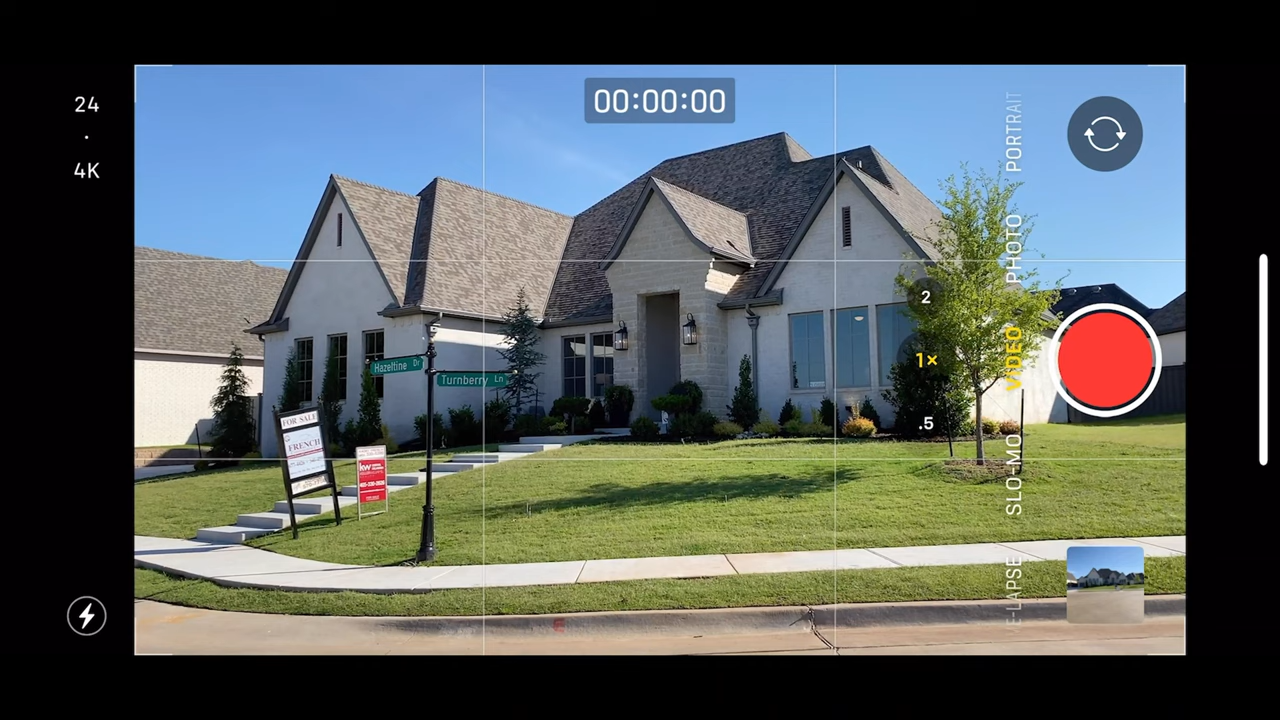 24
·
4K
00:00:00
PORTRAIT
PHOTO
VIDEO
SLO-MO
E-LAPSE
2
1×
.5
Hazeltine Dr
Turnberry Ln
FOR SALE
FRENCH
kw